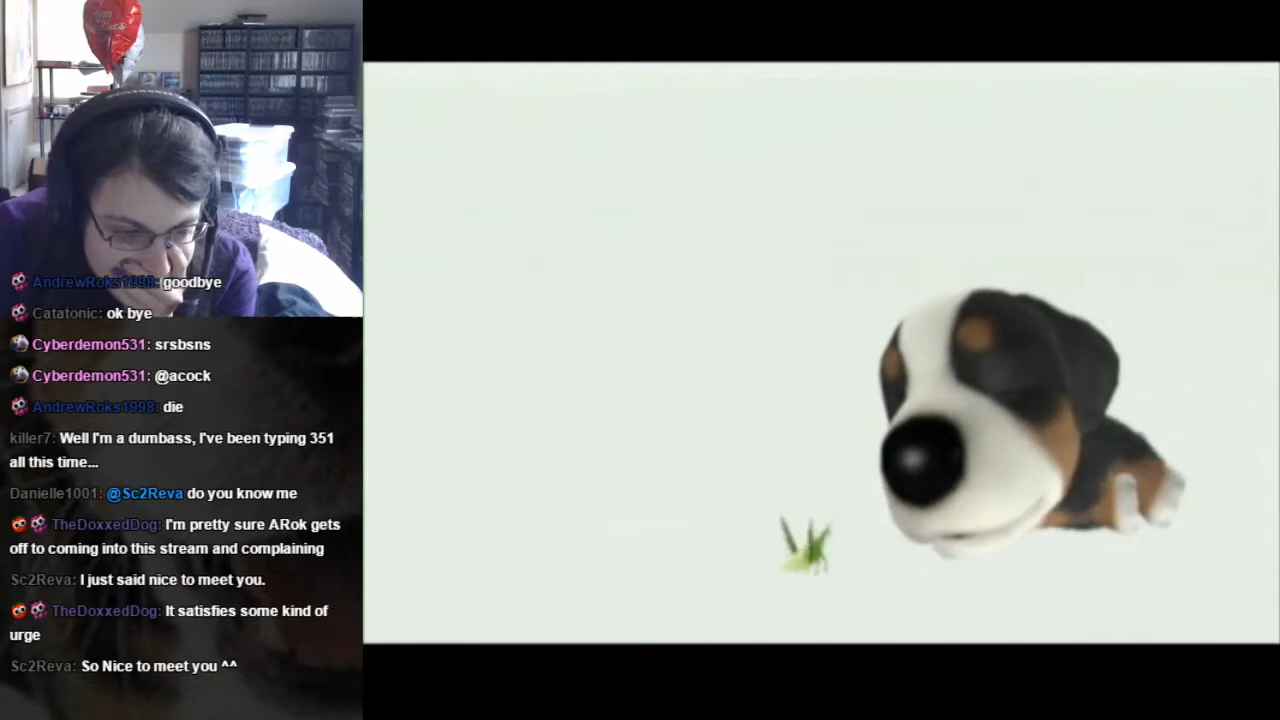 AndrewRoks1998: goodbye
Catatonic: ok bye
Cyberdemon531: srsbsns
Cyberdemon531: @acock
AndrewRoks1998: die
killer7: Well I'm a dumbass, I've been typing 351
all this time...
Danielle1001: @Sc2Reva do you know me
TheDoxxedDog: I'm pretty sure ARok gets
off to coming into this stream and complaining
Sc2Reva: I just said nice to meet you.
TheDoxxedDog: It satisfies some kind of
urge
Sc2Reva: So Nice to meet you ^^